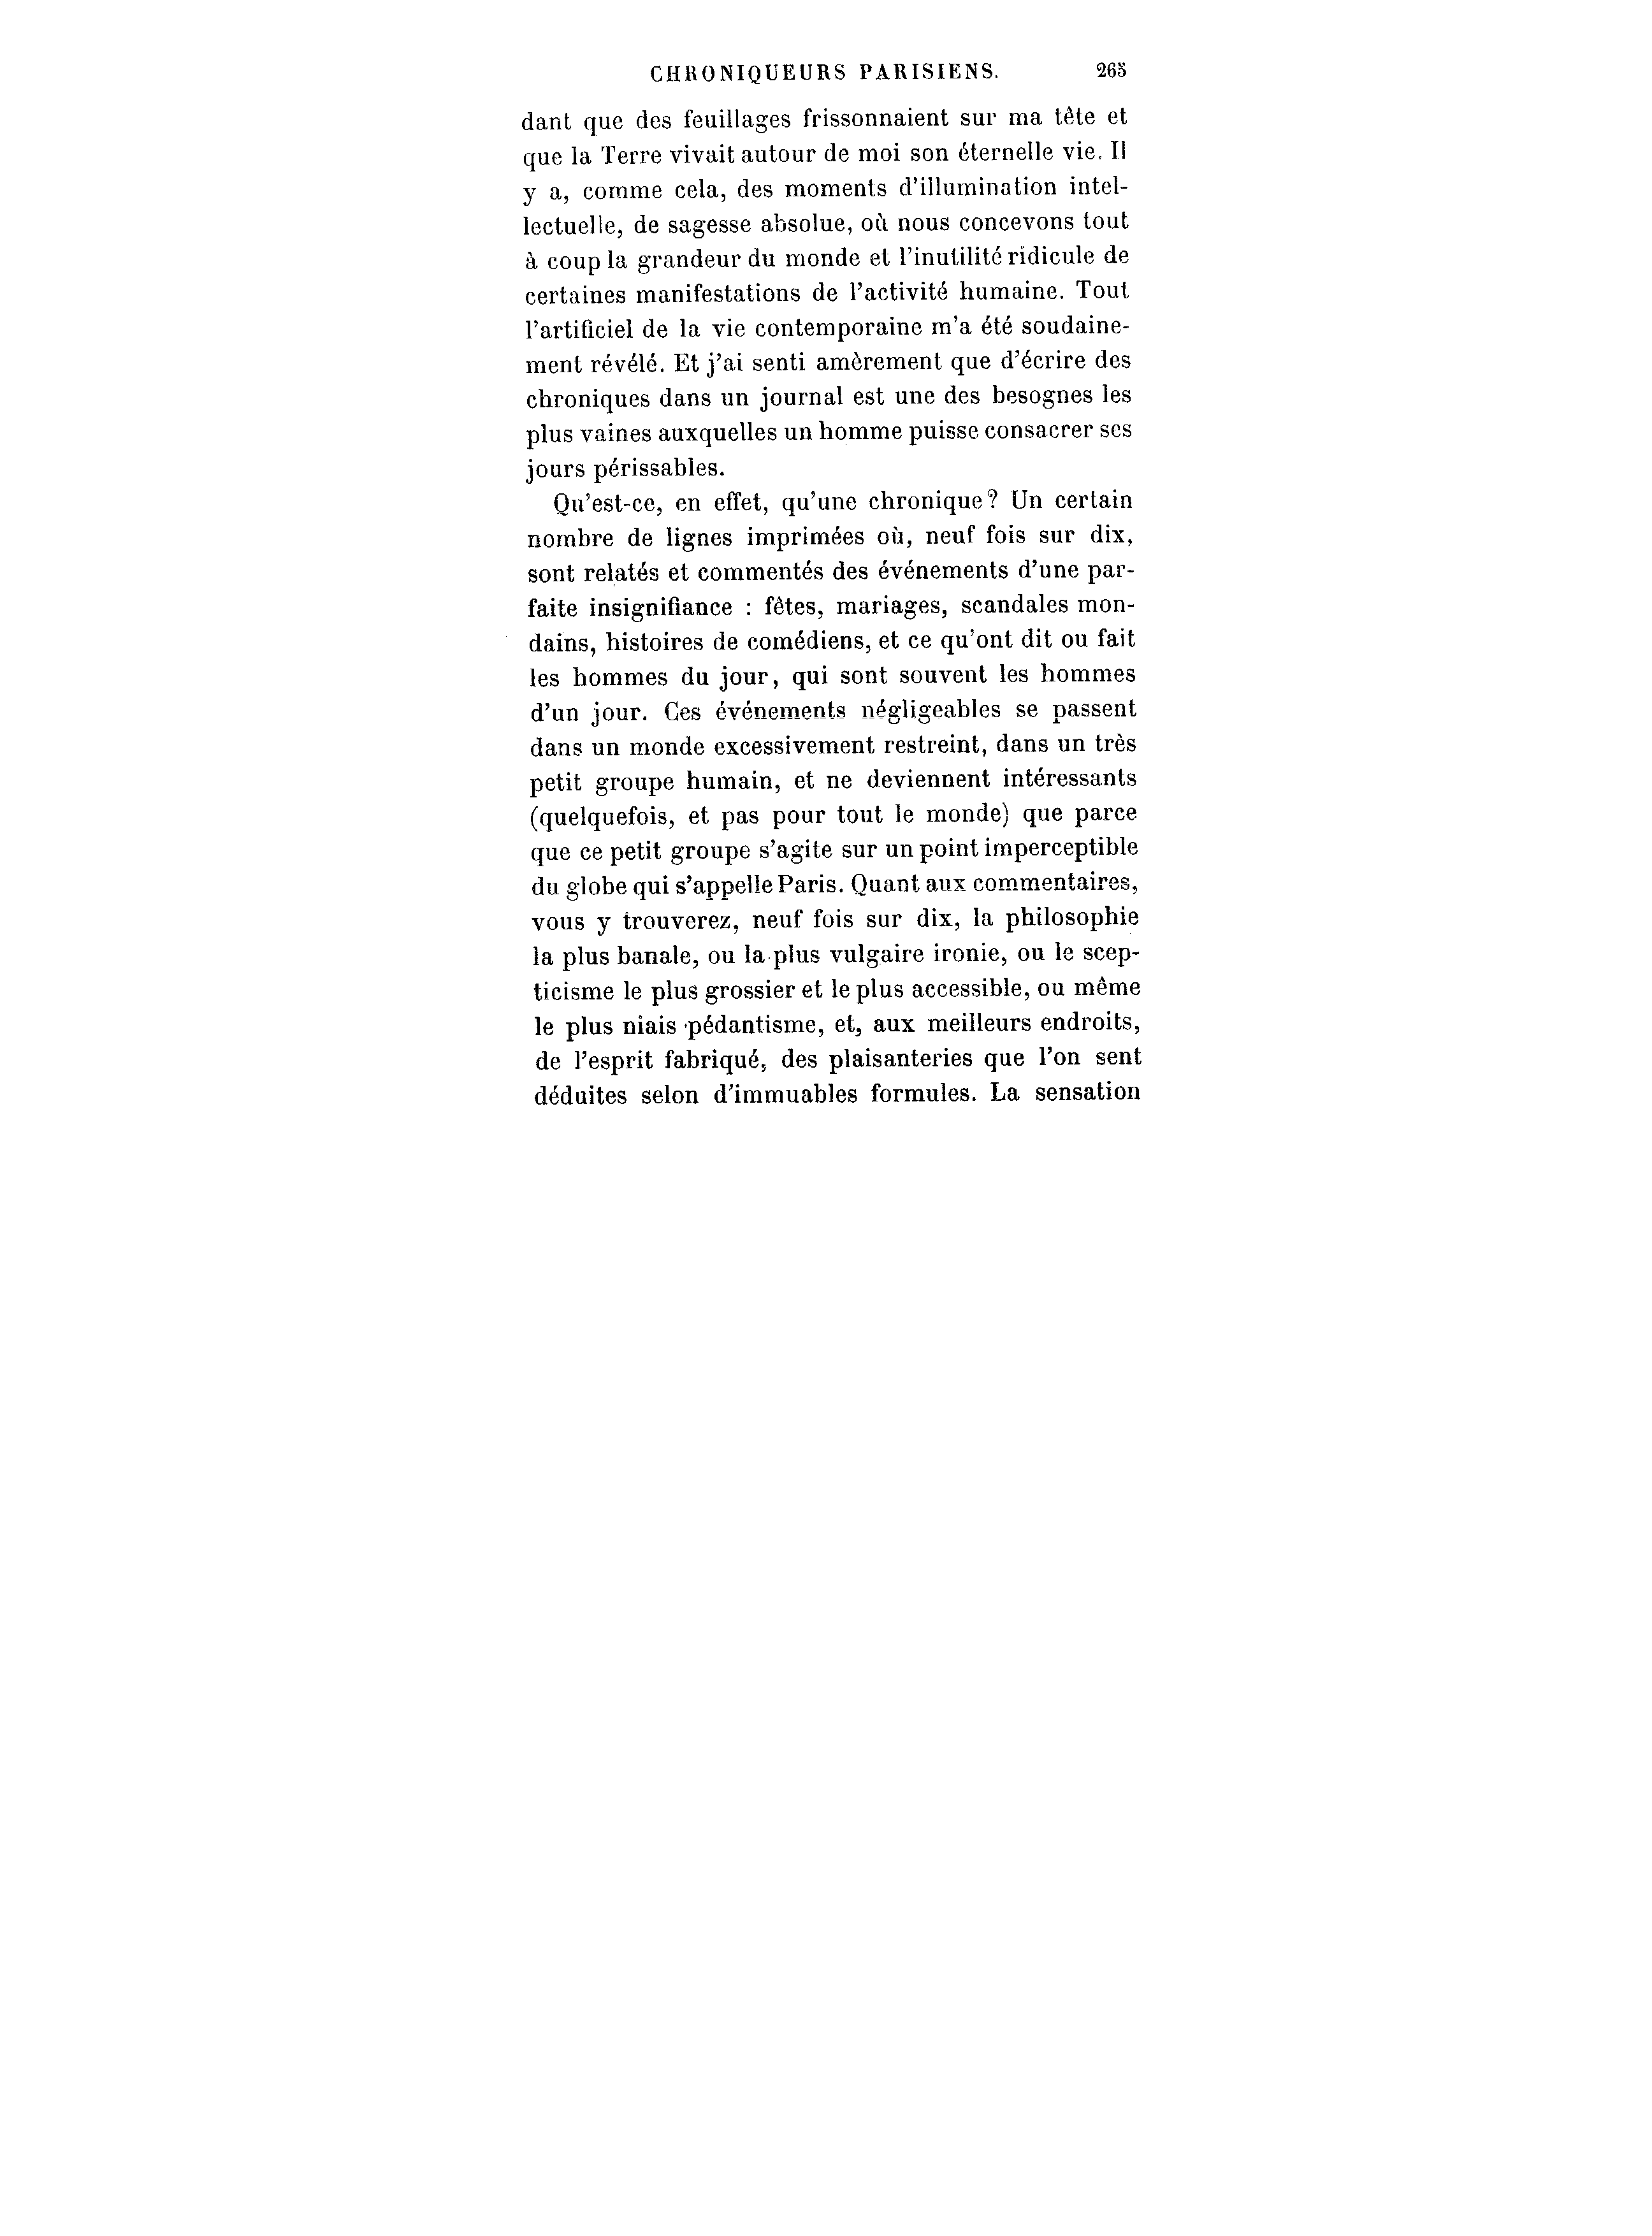 CHRONIQUEURS PARISIENS. 265
dant que des feuillages frissonnaient sur ma tête et
que la Terre vivait autour de moi son éternelle vie. Il
y a, comme cela, des moments d'illumination intel-
lectuelle, de sagesse absolue, où nous concevons tout
à coup la grandeur du monde et l'inutilité ridicule de
certaines manifestations de l'activité humaine. Tout
l'artificiel de la vie contemporaine m'a été soudaine-
ment révélé. Et j'ai senti amèrement que d'écrire des
chroniques dans un journal est une des besognes les
plus vaines auxquelles un homme puisse consacrer ses
jours périssables.
Qu'est-ce, en effet, qu'une chronique? Un certain
nombre de lignes imprimées où, neuf fois sur dix,
sont relatés et commentés des événements d'une par-
faite insignifiance : fêtes, mariages, scandales mon-
dains, histoires de comédiens, et ce qu'ont dit ou fait
les hommes du jour, qui sont souvent les hommes
d'un jour. Ces événements négligeables se passent
dans un monde excessivement restreint, dans un très
petit groupe humain, et ne deviennent intéressants
(quelquefois, et pas pour tout le monde) que parce
que ce petit groupe s'agite sur un point imperceptible
du globe qui s'appelle Paris. Quant aux commentaires,
vous y trouverez, neuf fois sur dix, la philosophie
la plus banale, ou la plus vulgaire ironie, ou le scep-
ticisme le plus grossier et le plus accessible, ou même
le plus niais pédantisme, et, aux meilleurs endroits,
de l'esprit fabriqué, des plaisanteries que l'on sent
déduites selon d'immuables formules. La sensation